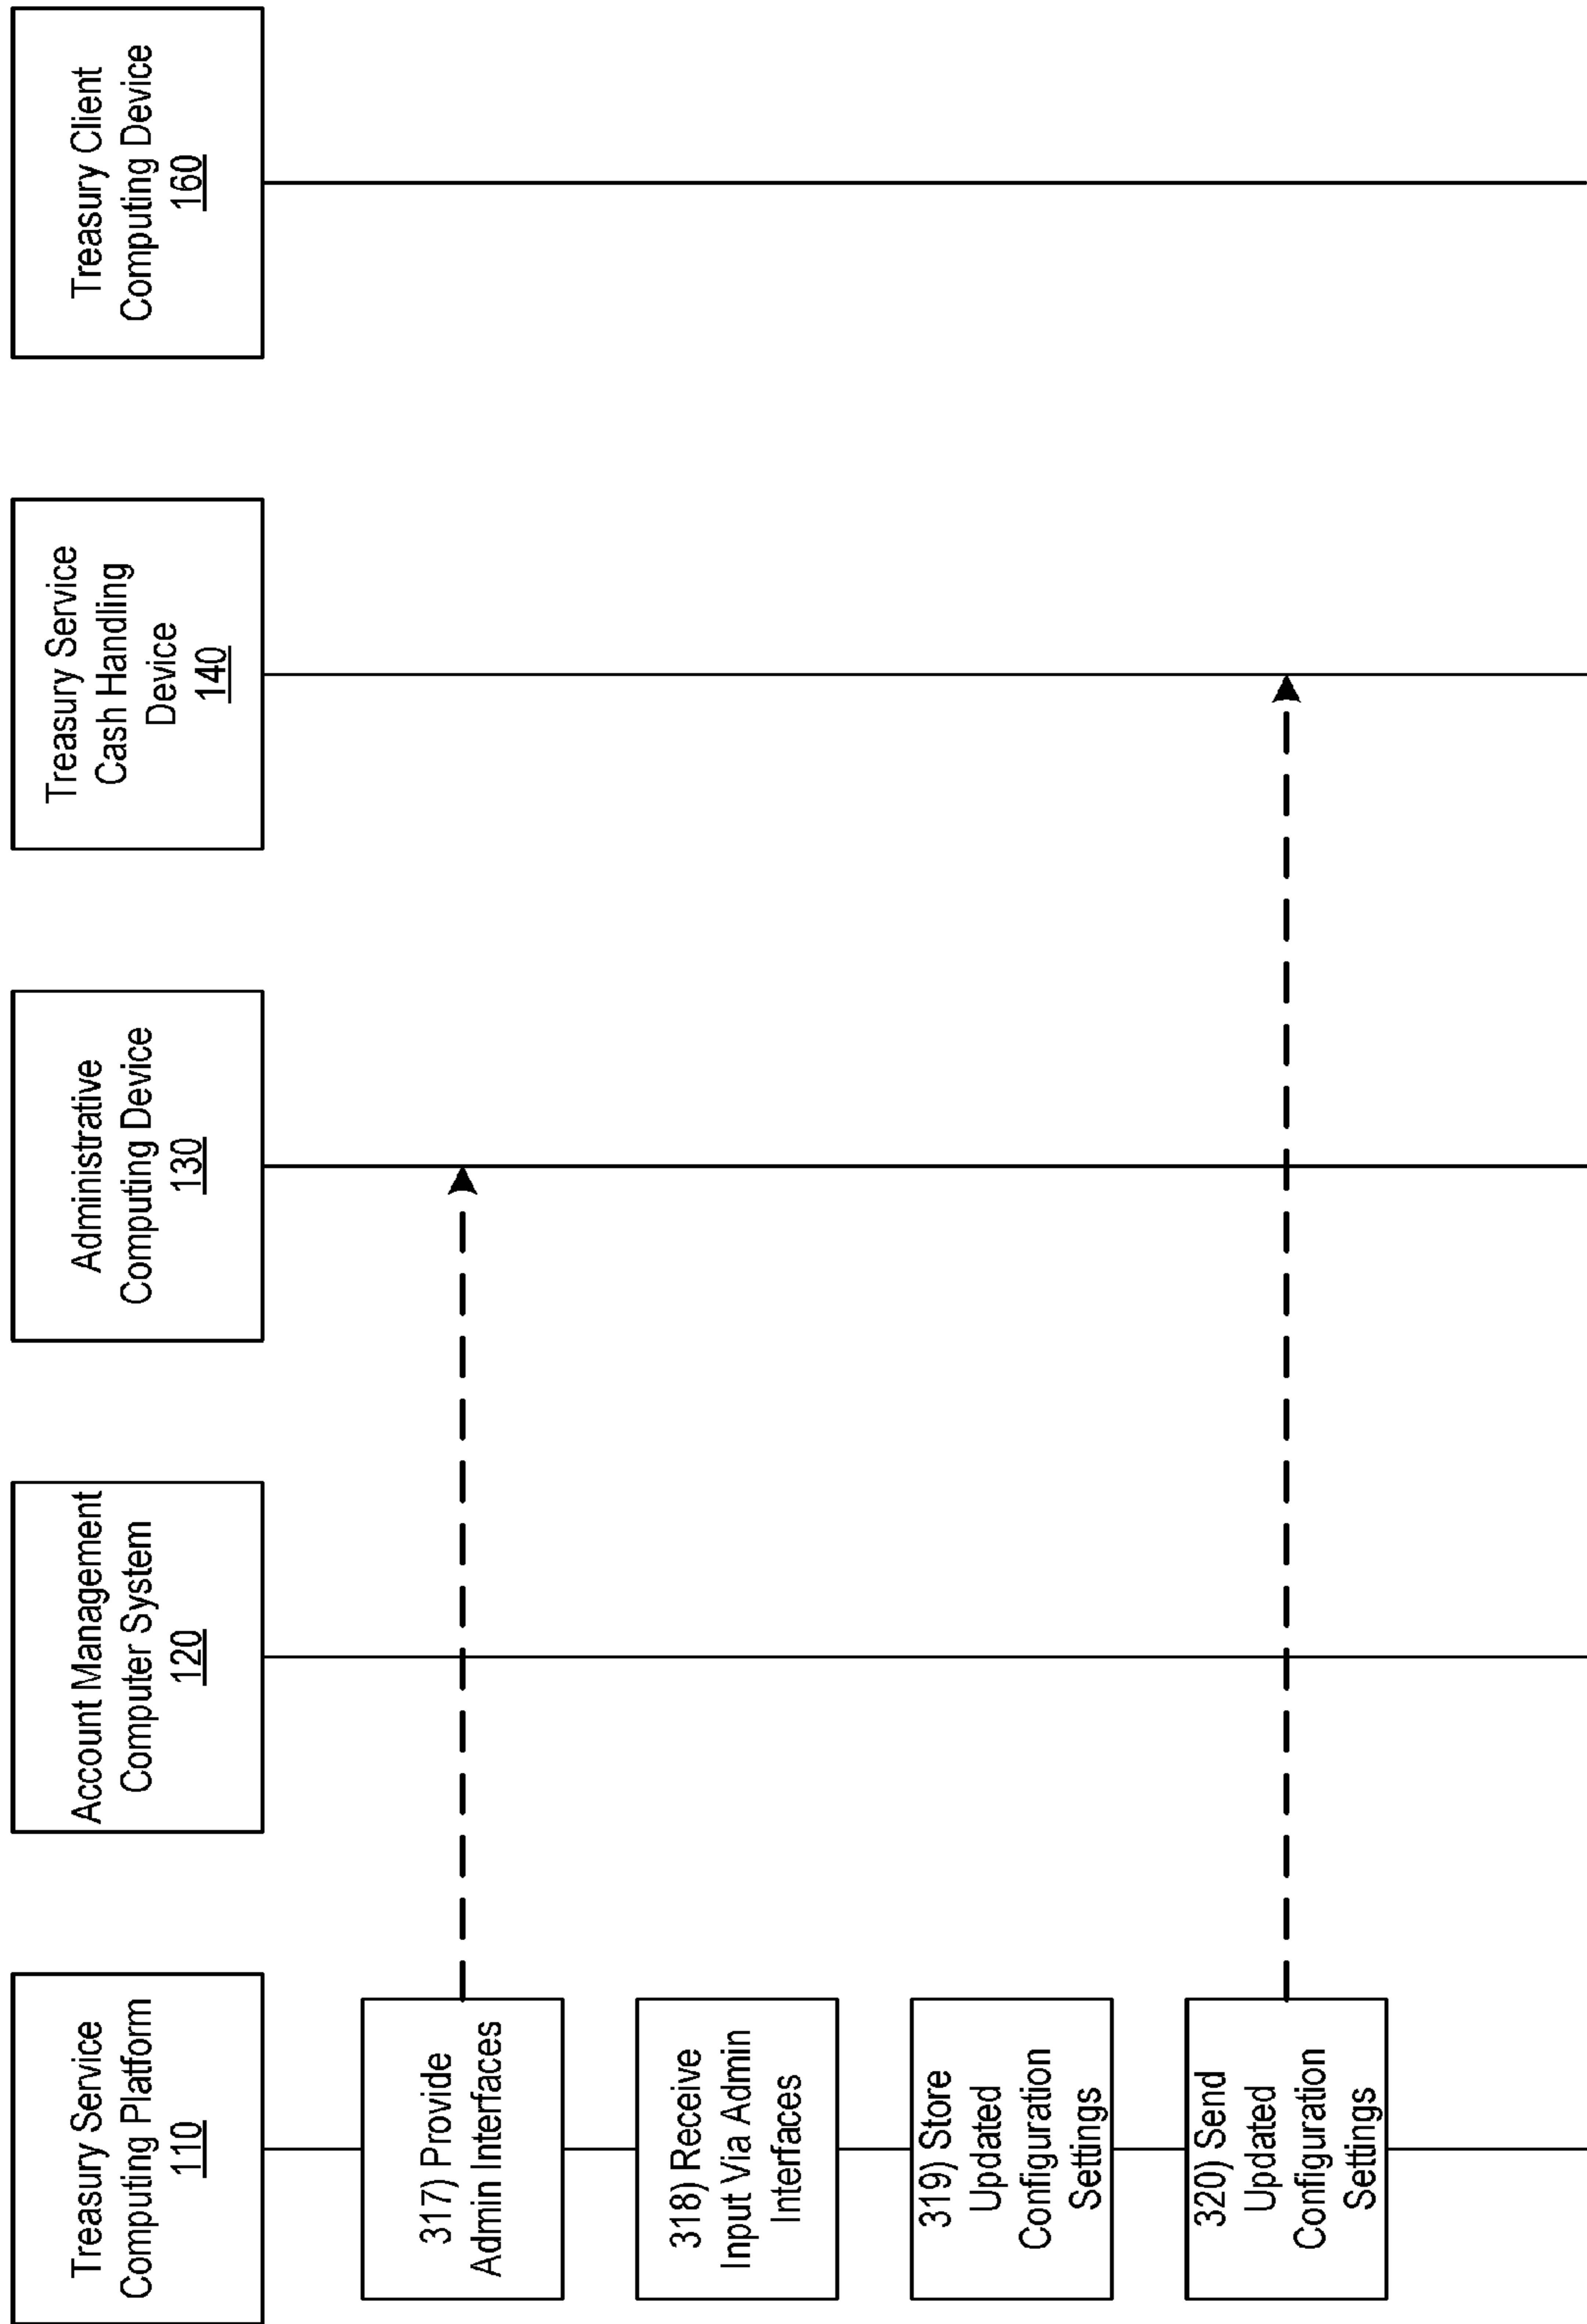 Treasury Service
Computing Platform
110
Account Management
Computer System
120
Administrative
Computing Device
130
Treasury Service
Cash Handling
Device
140
Treasury Client
Computing Device
160
317) Provide
Admin Interfaces
318) Receive
Input Via Admin
Interfaces
319) Store
Updated
Configuration
Settings
320) Send
Updated
Configuration
Settings